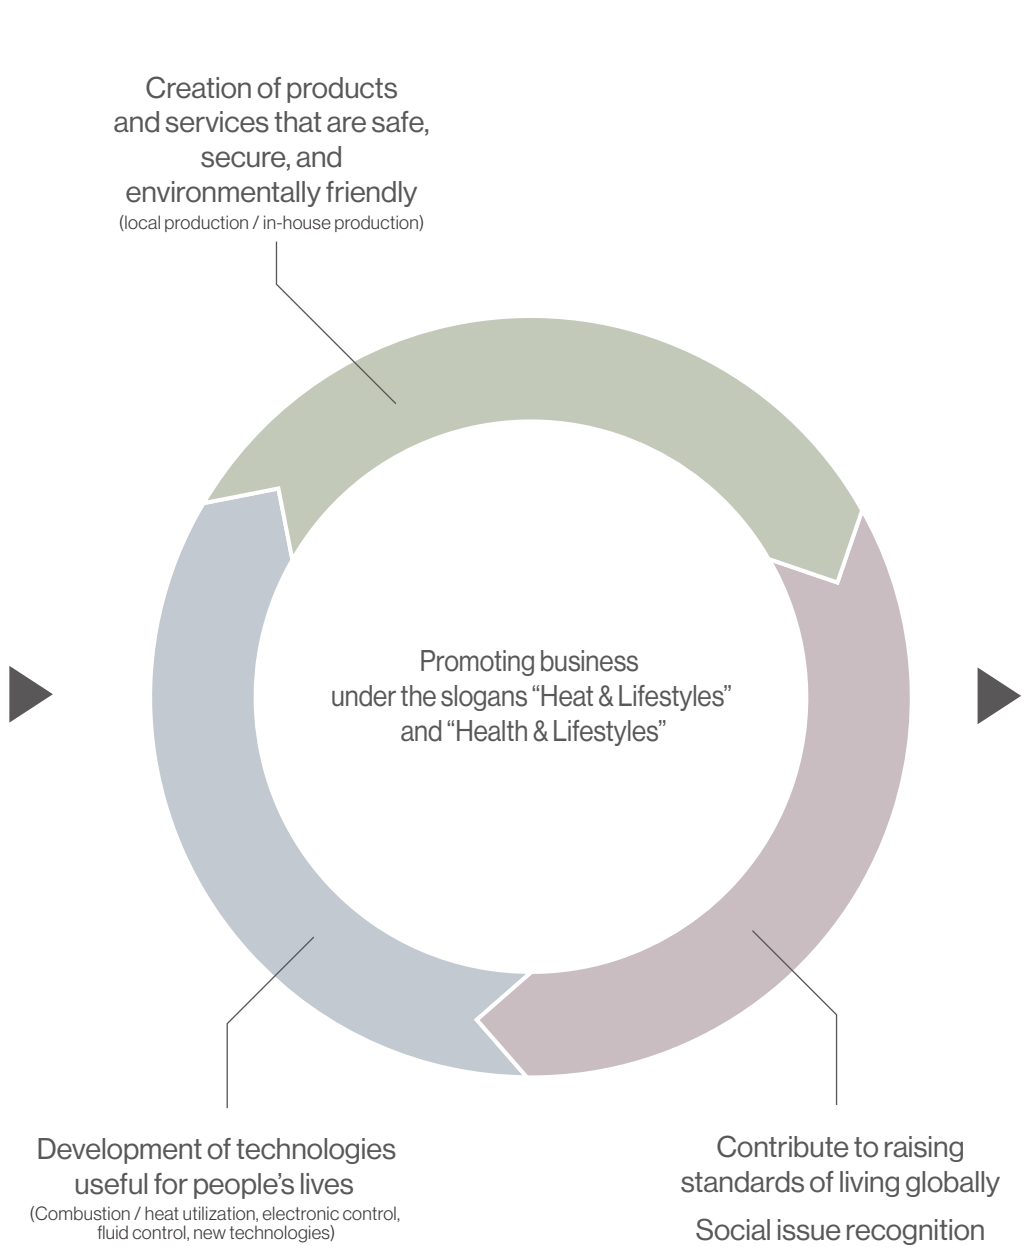 Creation of products
and services that are safe,
secure, and
environmentally friendly
(local production / in-house production)
Promoting business
under the slogans “Heat & Lifestyles”
and “Health & Lifestyles”
Development of technologies
useful for people’s lives
(Combustion / heat utilization, electronic control,
fluid control, new technologies)
Contribute to raising
standards of living globally
Social issue recognition